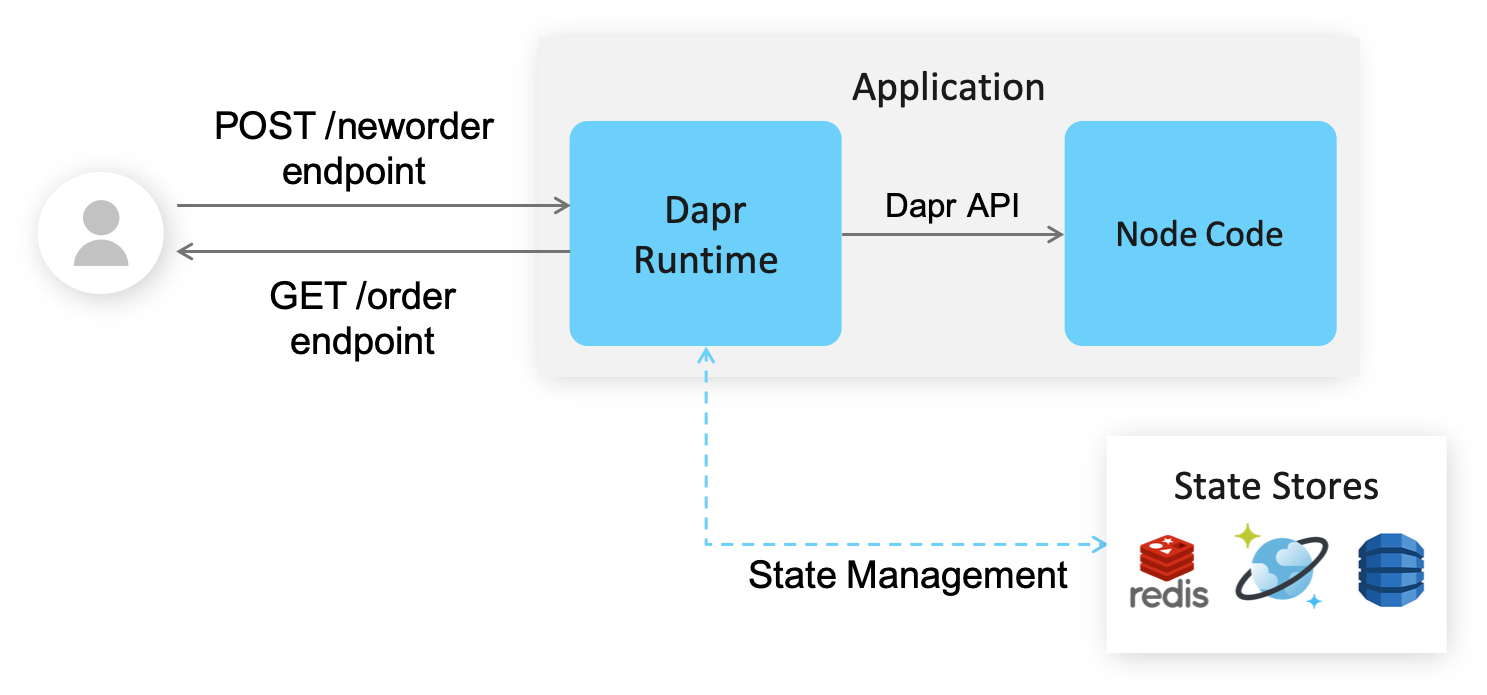 Application
POST /neworder
endpoint
Dapr
Runtime
Dapr API
Node Code
GET /order
endpoint
State Management
State Stores
redis